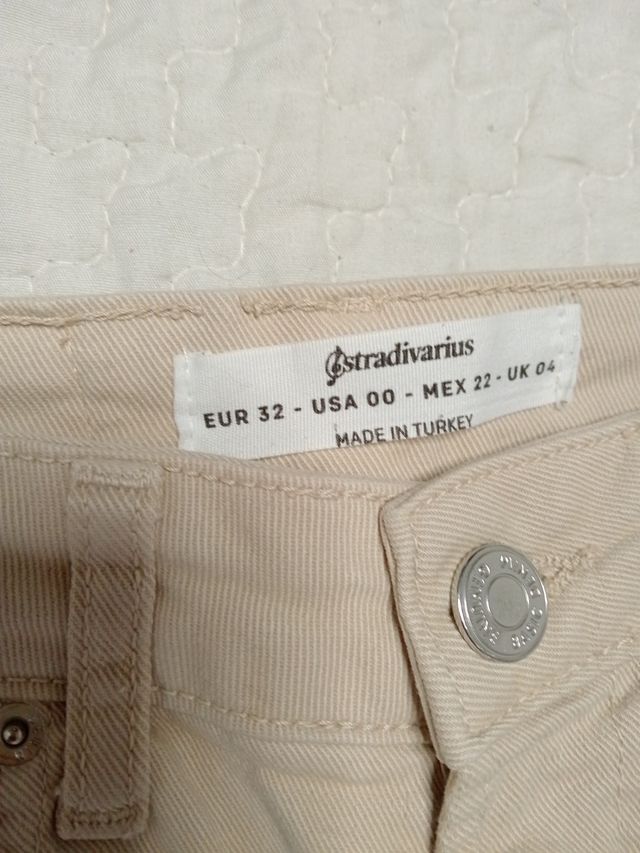 stradivarius
EUR 32 - USA 00 - MEX 22 - UK 04
MADE IN TURKEY